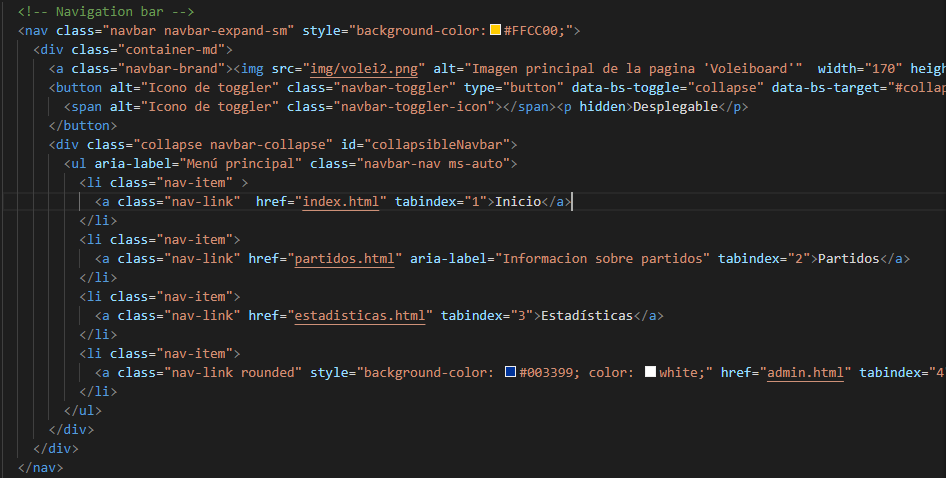 <!-- Navigation bar -->
<nav class="navbar navbar-expand-sm" style="background-color:#FFCC00;">
<div class="container-md">
<a class="navbar-brand"><img src="img/volei2.png" alt="Imagen principal de la pagina 'Voleiboard'"  width="170" heigh
<button alt="Icono de toggler" class="navbar-toggler" type="button" data-bs-toggle="collapse" data-bs-target="#collap
<span alt="Icono de toggler" class="navbar-toggler-icon"></span><p hidden>Desplegable</p>
</button>
<div class="collapse navbar-collapse" id="collapsibleNavbar">
<ul aria-label="Menú principal" class="navbar-nav ms-auto">
<li class="nav-item" >
<a class="nav-link"  href="index.html" tabindex="1">Inicio</a>
</li>
<li class="nav-item">
<a class="nav-link" href="partidos.html" aria-label="Informacion sobre partidos" tabindex="2">Partidos</a>
</li>
<li class="nav-item">
<a class="nav-link" href="estadisticas.html" tabindex="3">Estadísticas</a>
</li>
<li class="nav-item">
<a class="nav-link rounded" style="background-color: #003399; color: white;" href="admin.html" tabindex="4
</li>
</ul>
</div>
</div>
</nav>